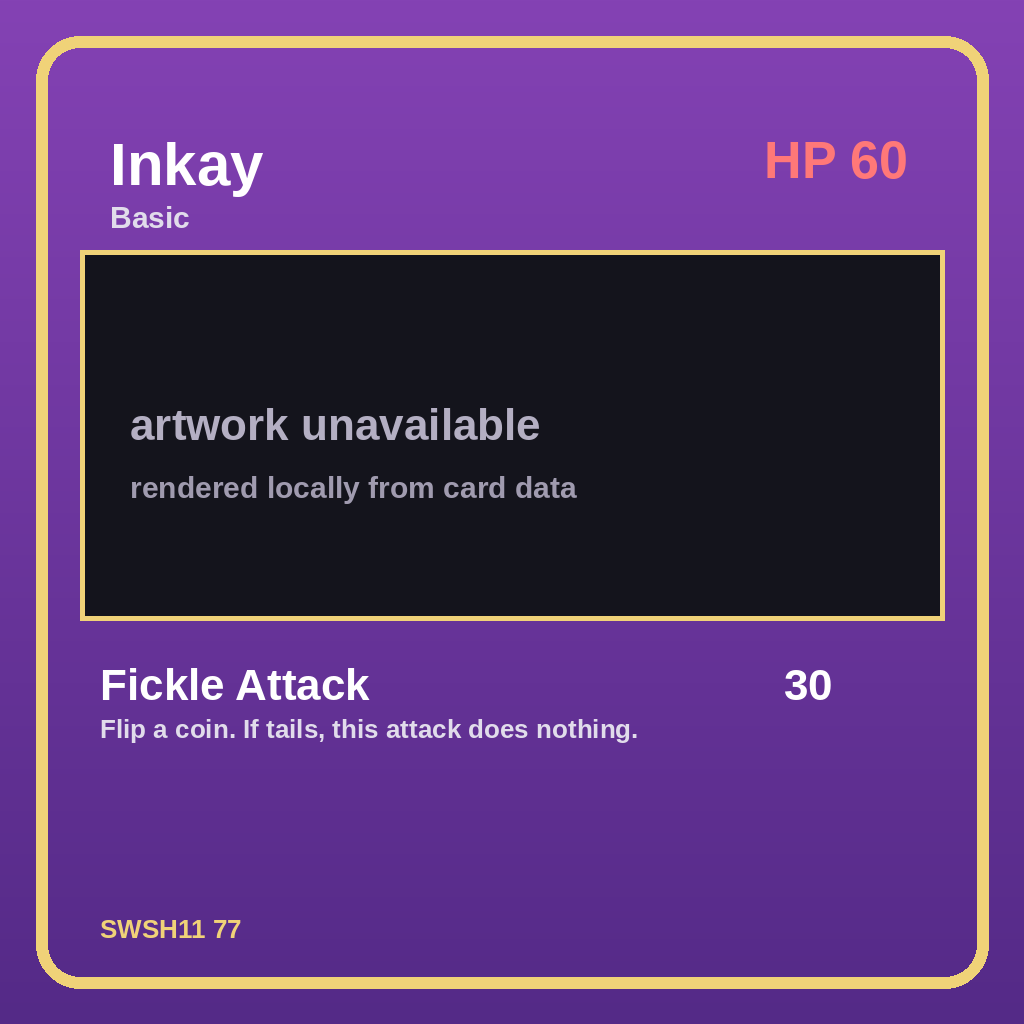 Inkay
HP 60
Basic
artwork unavailable
rendered locally from card data
Fickle Attack
30
Flip a coin. If tails, this attack does nothing.
SWSH11 77